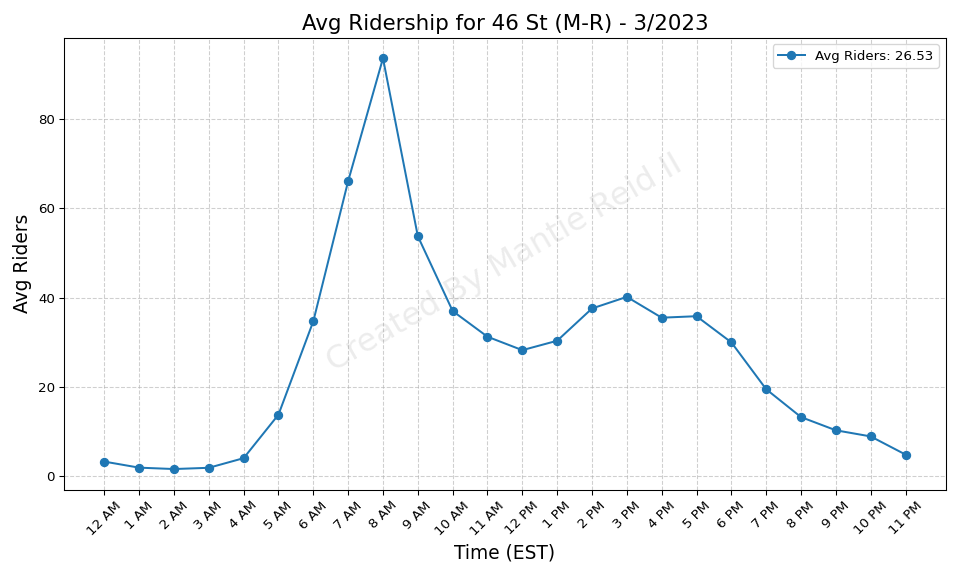 Avg Ridership for 46 St (M-R) - 3/2023
Avg Riders: 26.53
Avg Riders
80
60
40
20
0
Created By Mantie Reid II
12 AM
1 AM
2 AM
3 AM
4 AM
5 AM
6 AM
7 AM
8 AM
9 AM
10 AM
11 AM
12 PM
1 PM
2 PM
3 PM
4 PM
5 PM
6 PM
7 PM
8 PM
9 PM
10 PM
11 PM
Time (EST)